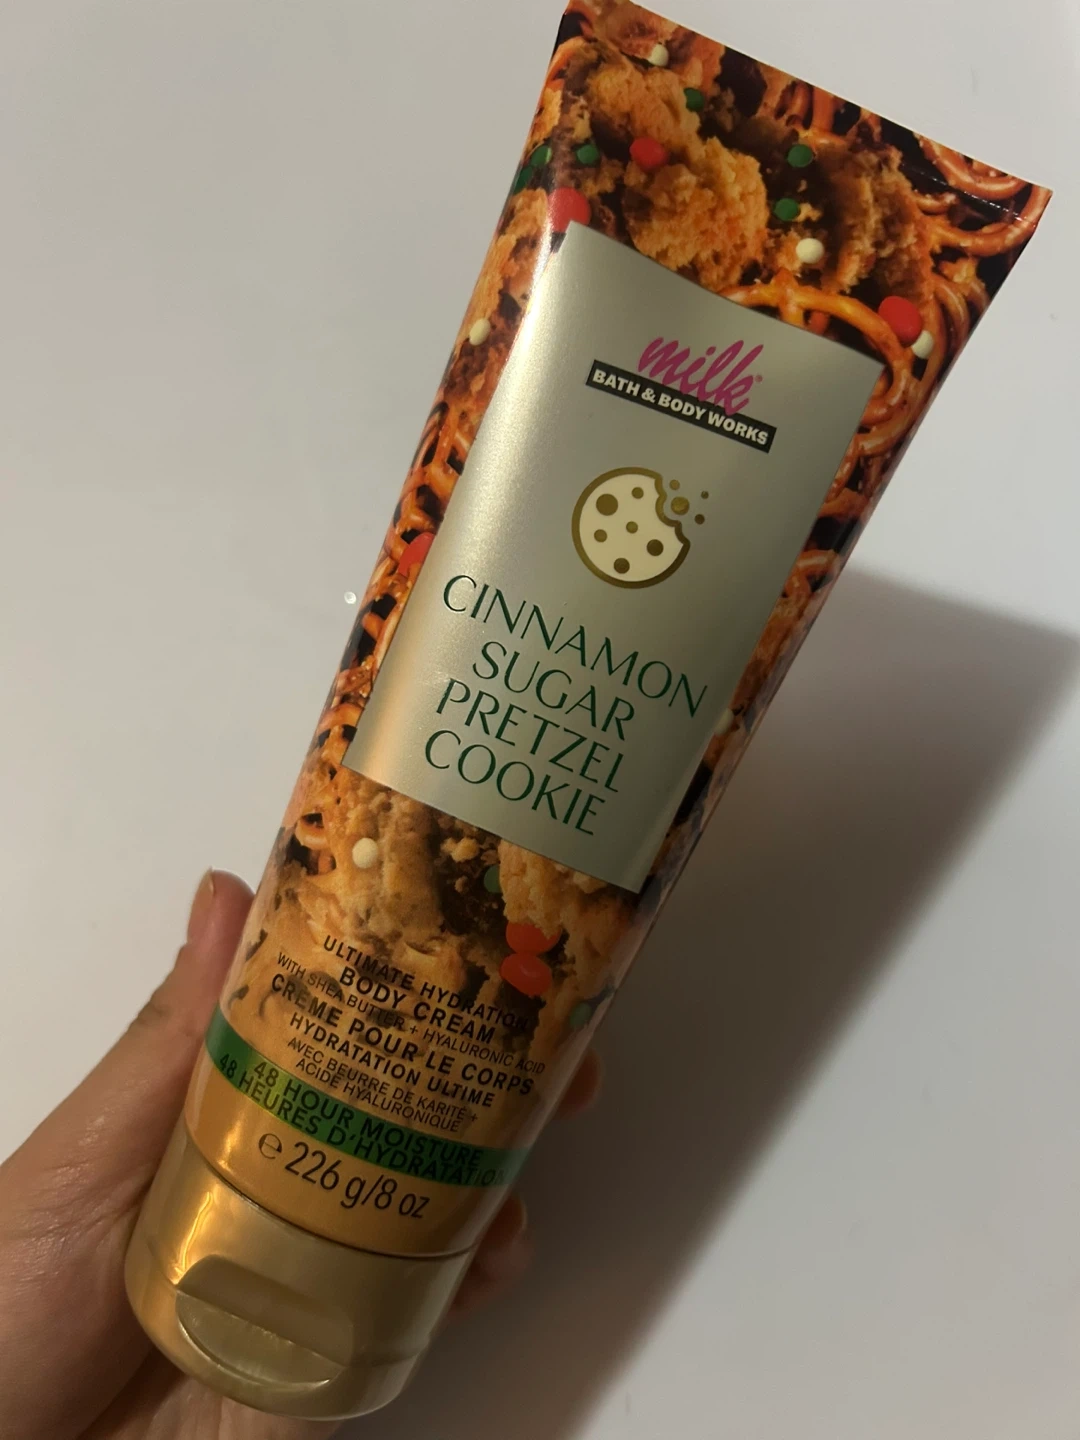 milk®
BATH & BODY WORKS
CINNAMON
SUGAR
PRETZEL
COOKIE
ULTIMATE HYDRATION
BODY CREAM
WITH SHEA BUTTER + HYALURONIC ACID
CRÈME POUR LE CORPS
HYDRATATION ULTIME
AVEC BEURRE DE KARITÉ +
ACIDE HYALURONIQUE
48 HOUR MOISTURE
48 HEURES D'HYDRATATION
℮ 226 g/8 oz